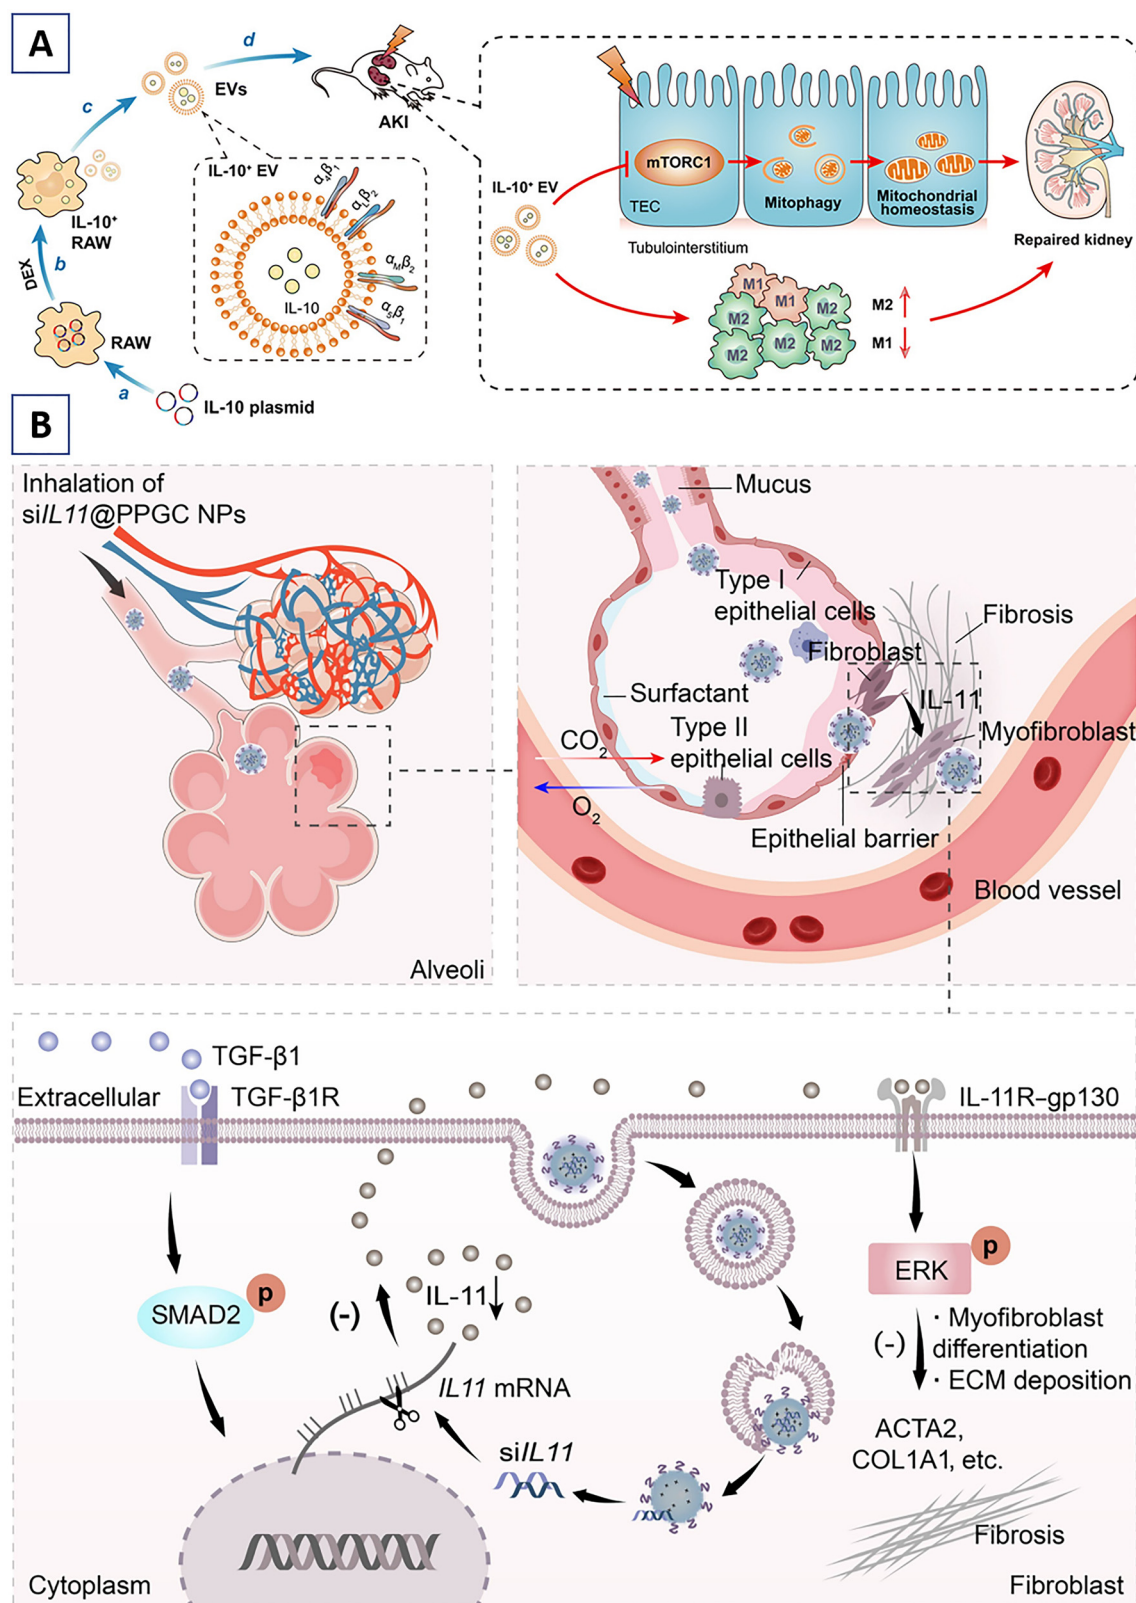 A
a
b
c
d
EVs
AKI
IL-10⁺ EV
α₄β₁
αLβ₂
αMβ₂
α₅β₁
IL-10
IL-10⁺
RAW
DEX
RAW
IL-10 plasmid
IL-10⁺ EV
mTORC1
TEC
Mitophagy
Mitochondrial
homeostasis
Tubulointerstitium
Repaired kidney
M1
M1
M2
M2
M2
M2
M2
M2
M1
B
Inhalation of
siIL11@PPGC NPs
Alveoli
Mucus
Type I
epithelial cells
Fibrosis
Fibroblast
IL-11
Surfactant
Type II
epithelial cells
Myofibroblast
CO₂
O₂
Epithelial barrier
Blood vessel
TGF-β1
Extracellular
TGF-β1R
IL-11R–gp130
SMAD2
p
(-)
IL-11
IL11 mRNA
siIL11
ERK
p
(-)
· Myofibroblast
differentiation
· ECM deposition
ACTA2,
COL1A1, etc.
Fibrosis
Cytoplasm
Fibroblast